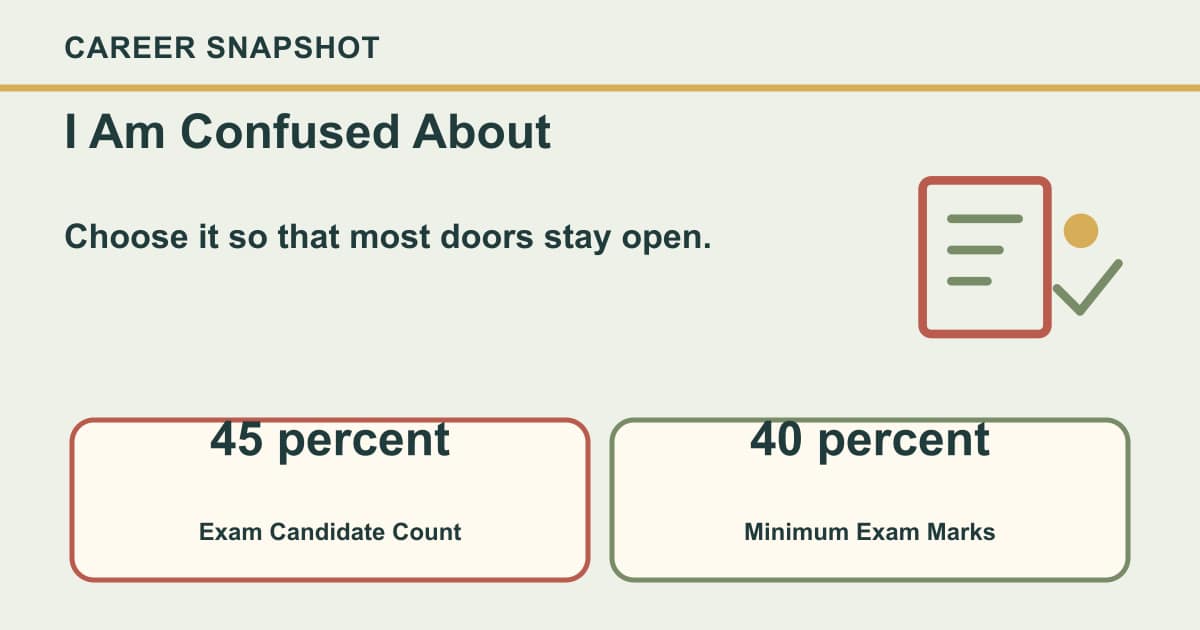 CAREER SNAPSHOT
I Am Confused About
Choose it so that most doors stay open.
45 percent
Exam Candidate Count
40 percent
Minimum Exam Marks